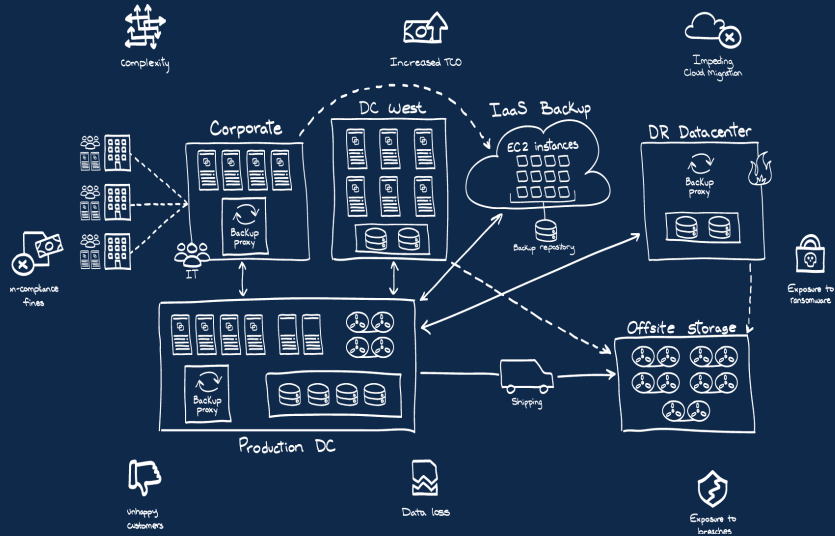 Complexity
Increased TCO
Impeding
Cloud Migration
Corporate
DC West
IaaS Backup
DR Datacenter
EC2 instances
Backup
proxy
Backup
proxy
Backup repository
IT
n-compliance
fines
Exposure to
ransomware
Offsite storage
Backup
proxy
Shipping
Production DC
unhappy
customers
Data loss
Exposure to
breaches